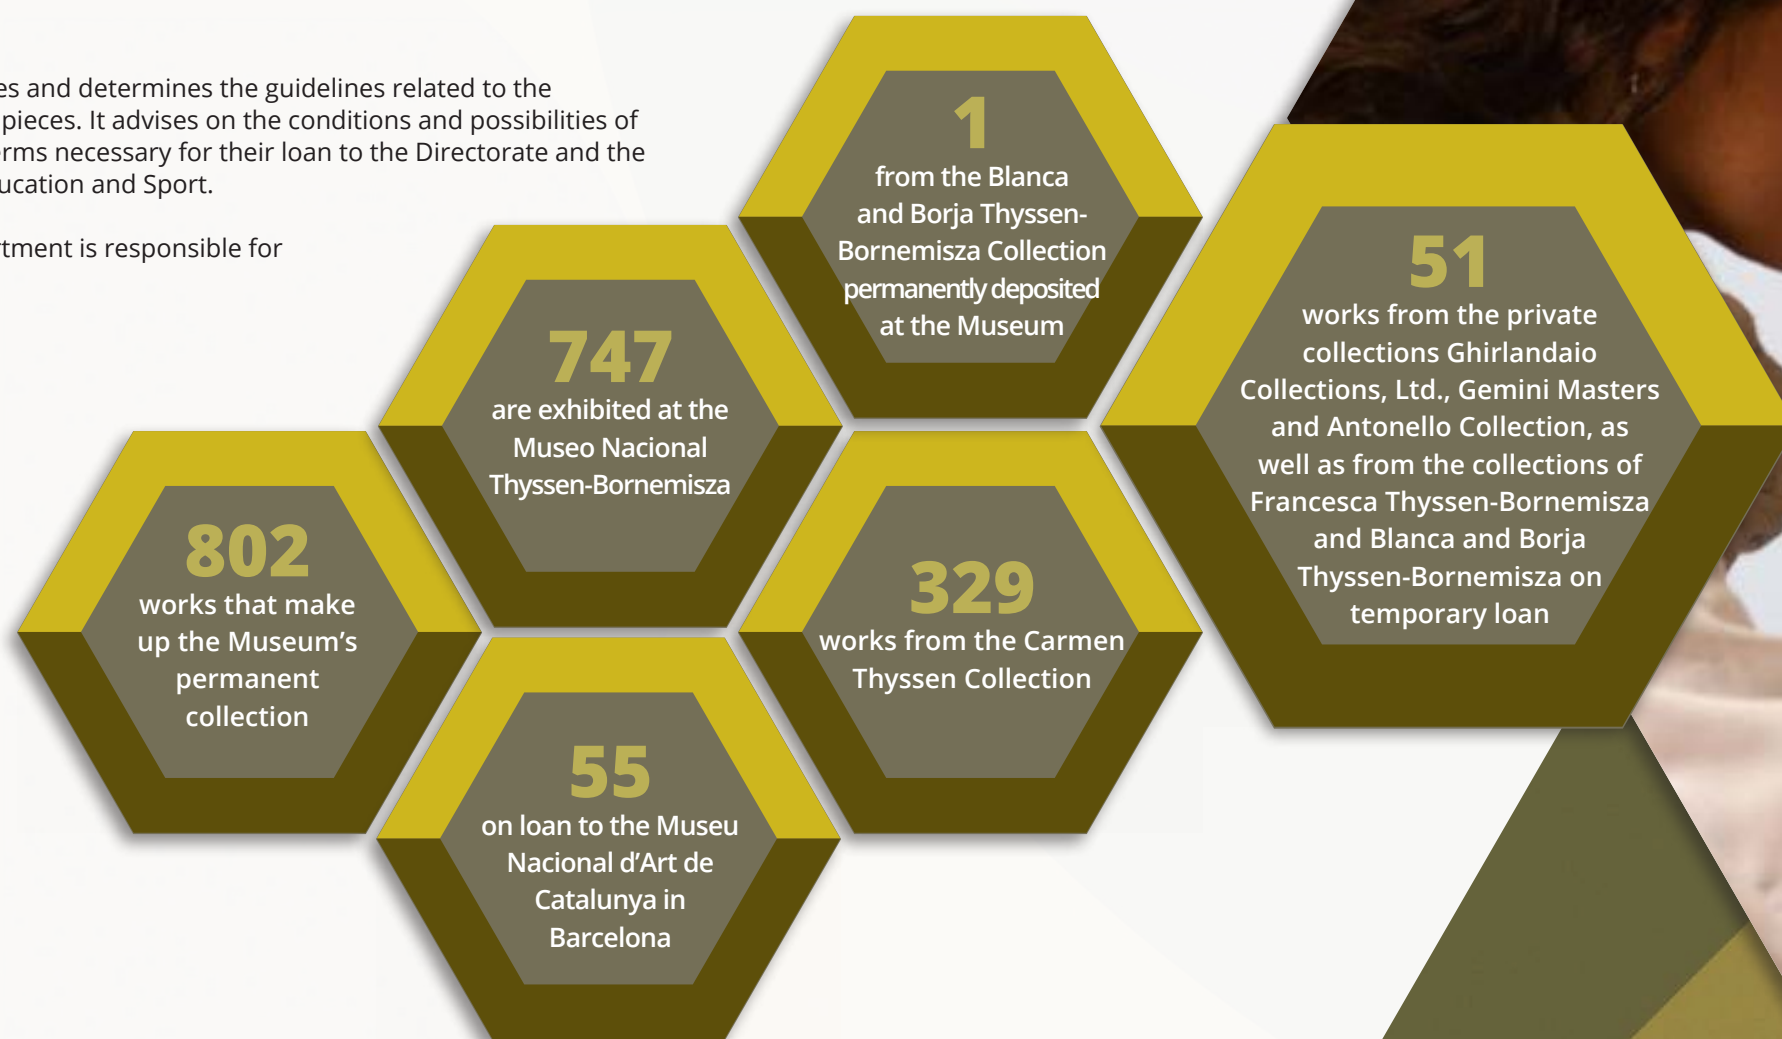 es and determines the guidelines related to the
pieces. It advises on the conditions and possibilities of
rms necessary for their loan to the Directorate and the
ucation and Sport.
rtment is responsible for
802
works that make
up the Museum’s
permanent
collection
747
are exhibited at the
Museo Nacional
Thyssen-Bornemisza
55
on loan to the Museu
Nacional d’Art de
Catalunya in
Barcelona
1
from the Blanca
and Borja Thyssen-
Bornemisza Collection
permanently deposited
at the Museum
329
works from the Carmen
Thyssen Collection
51
works from the private
collections Ghirlandaio
Collections, Ltd., Gemini Masters
and Antonello Collection, as
well as from the collections of
Francesca Thyssen-Bornemisza
and Blanca and Borja
Thyssen-Bornemisza on
temporary loan